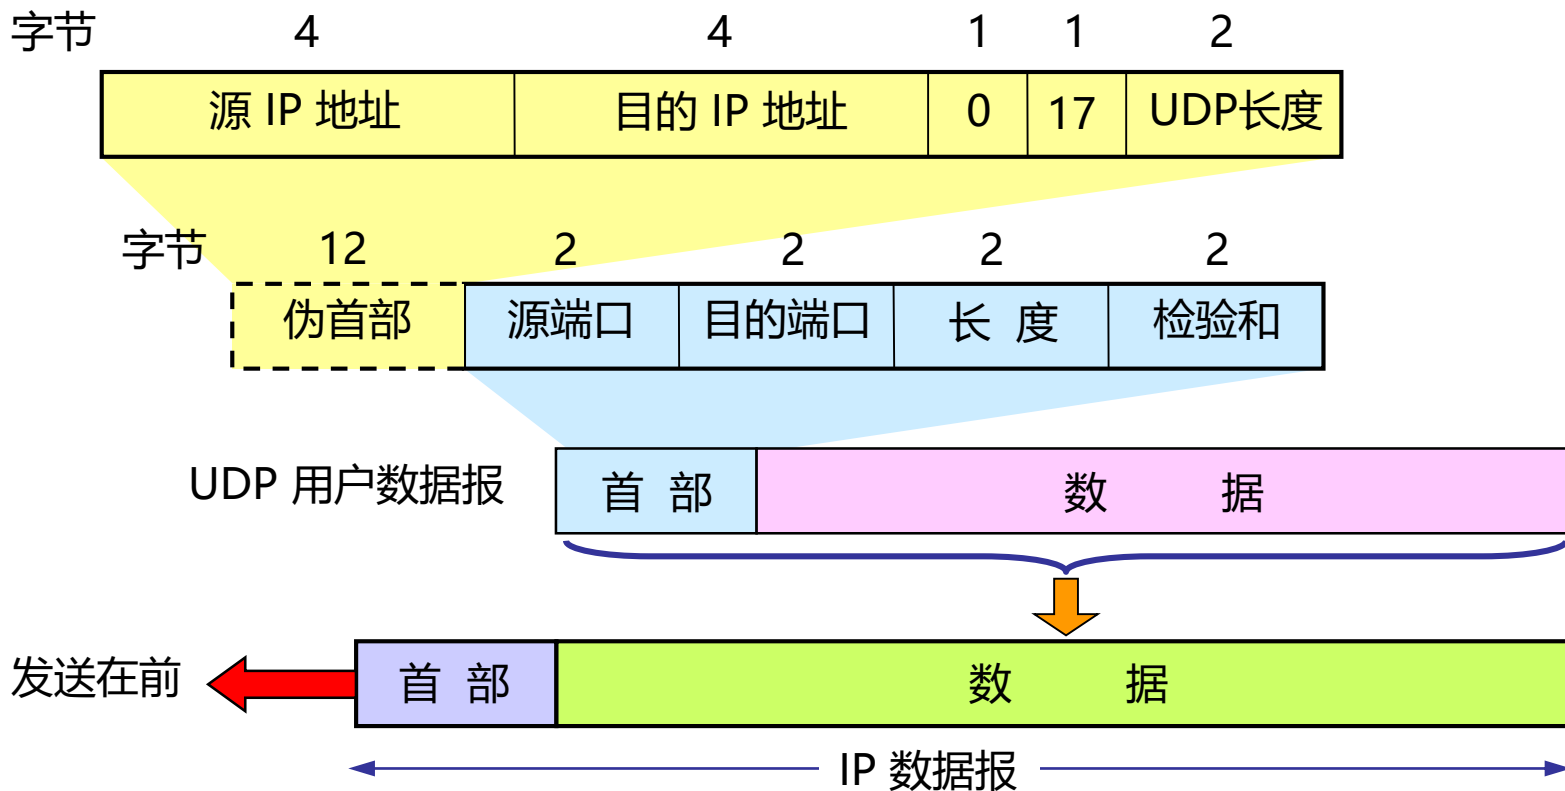 字节 4 4 1 1 2
源 IP 地址 目的 IP 地址 0 17 UDP长度
字节 12 2 2 2 2
伪首部 源端口 目的端口 长 度 检验和
UDP 用户数据报 首 部 数 据
发送在前 首 部 数 据
IP 数据报